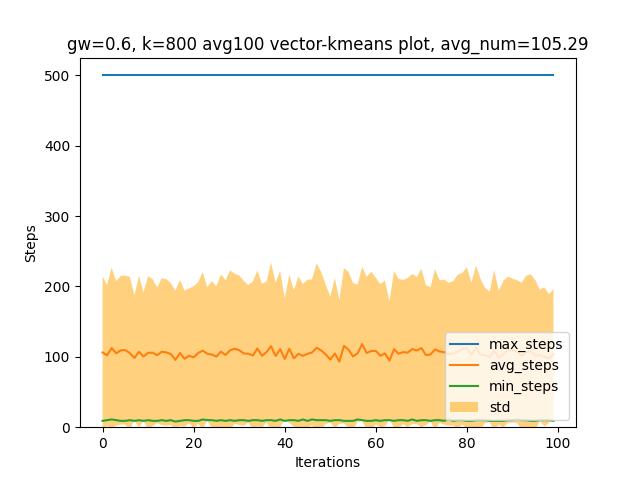 gw=0.6, k=800 avg100 vector-kmeans plot, avg_num=105.29
500
400
300
200
100
0
Steps
max_steps
avg_steps
min_steps
std
0 20 40 60 80 100
Iterations